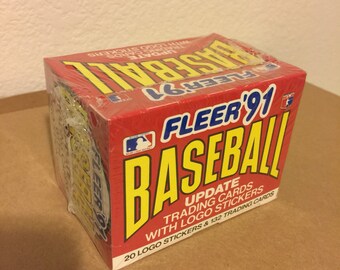 BASEBALL
FLEER '91
FLEER '91
BASEBALL
UPDATE
TRADING CARDS
WITH LOGO STICKERS
20 LOGO STICKERS & 132 TRADING CARDS